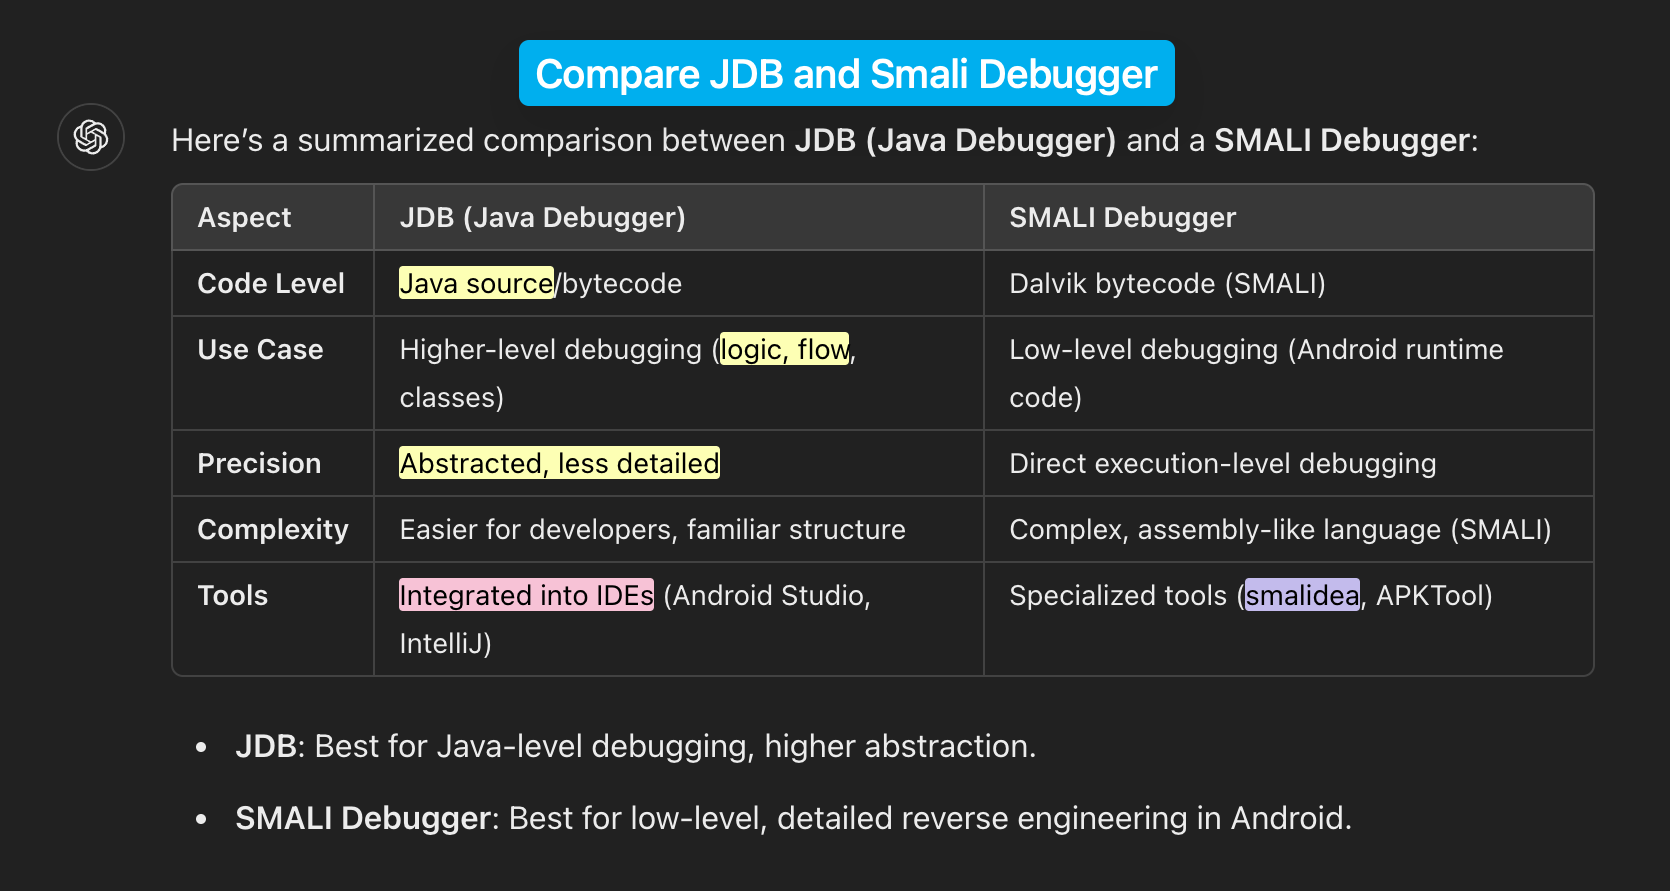 Compare JDB and Smali Debugger
Here’s a summarized comparison between JDB (Java Debugger) and a SMALI Debugger:
Aspect JDB (Java Debugger) SMALI Debugger
Code Level Java source/bytecode Dalvik bytecode (SMALI)
Use Case Higher-level debugging (logic, flow, Low-level debugging (Android runtime
classes) code)
Precision Abstracted, less detailed Direct execution-level debugging
Complexity Easier for developers, familiar structure Complex, assembly-like language (SMALI)
Tools Integrated into IDEs (Android Studio, Specialized tools (smalidea, APKTool)
IntelliJ)
• JDB: Best for Java-level debugging, higher abstraction.
• SMALI Debugger: Best for low-level, detailed reverse engineering in Android.